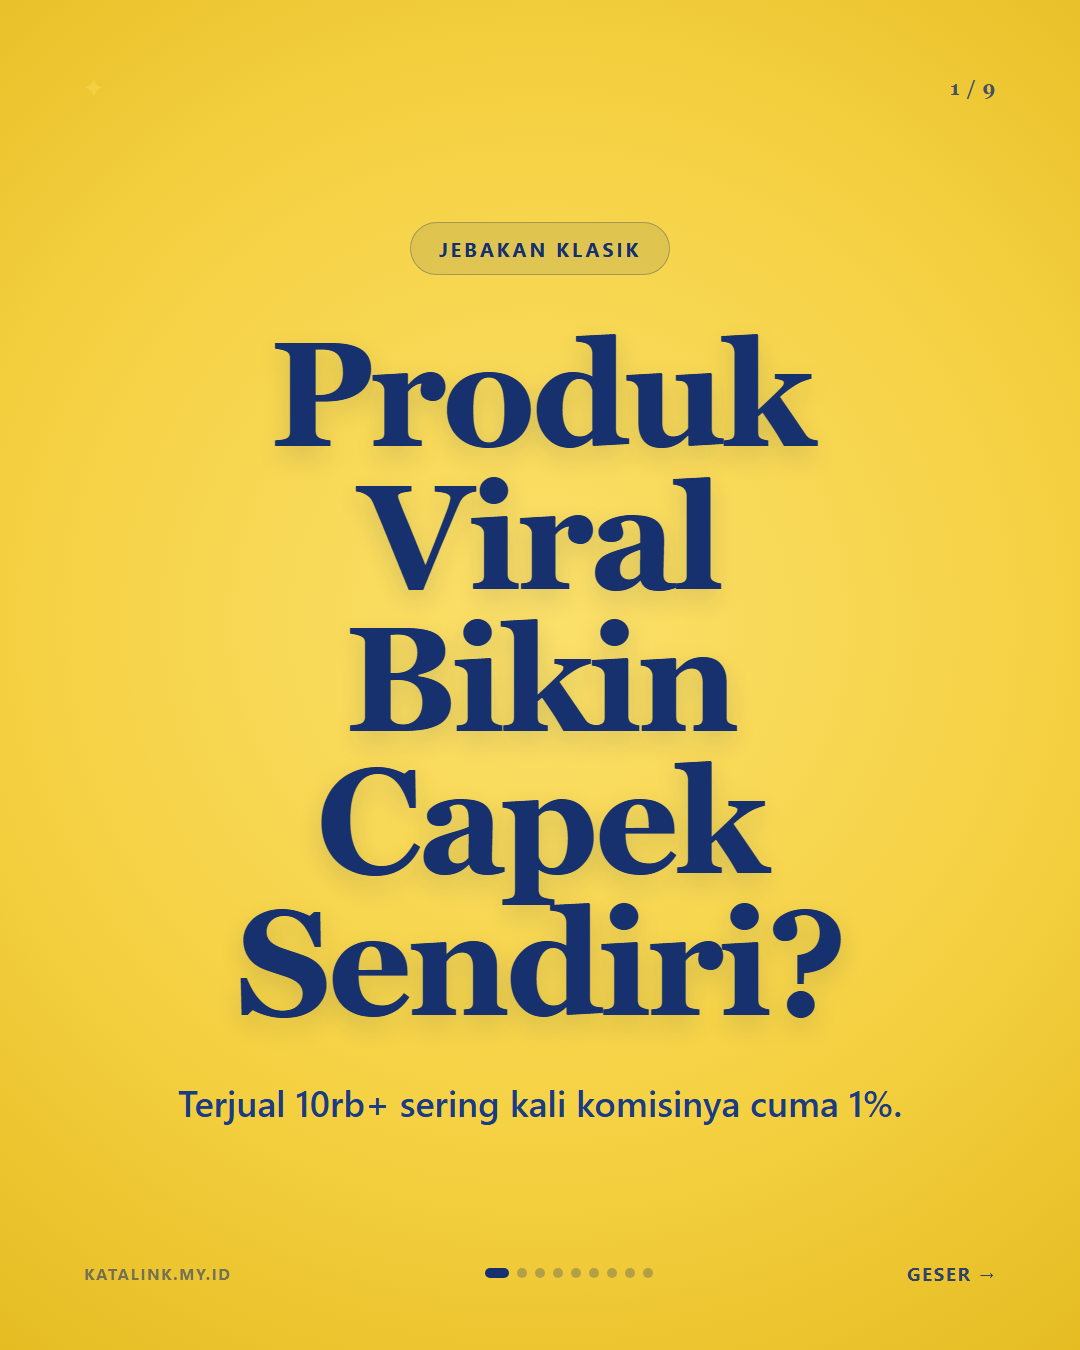 1 / 9
JEBAKAN KLASIK
Produk
Viral
Bikin
Capek
Sendiri?
Terjual 10rb+ sering kali komisinya cuma 1%.
KATALINK.MY.ID
GESER →